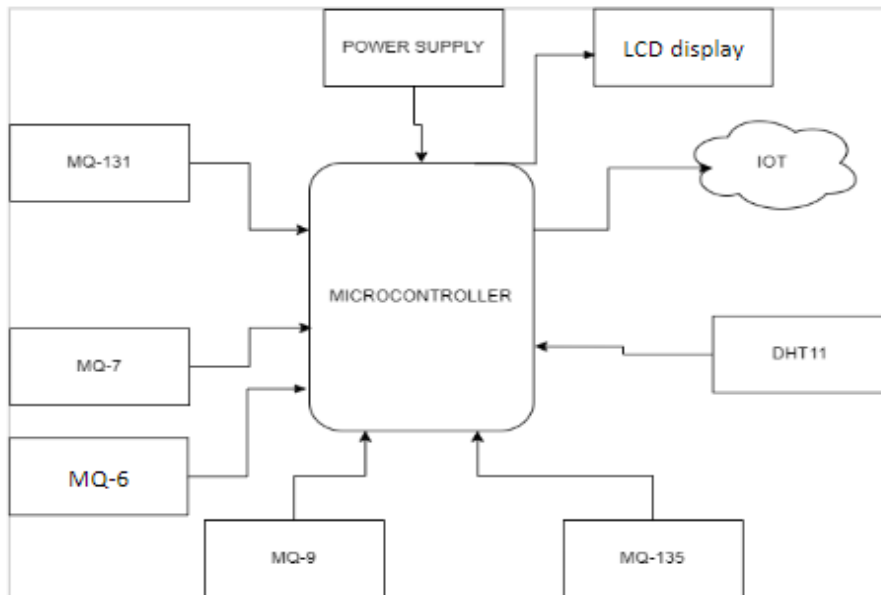 POWER SUPPLY
LCD display
MQ-131
IOT
MICROCONTROLLER
MQ-7
DHT11
MQ-6
MQ-9
MQ-135